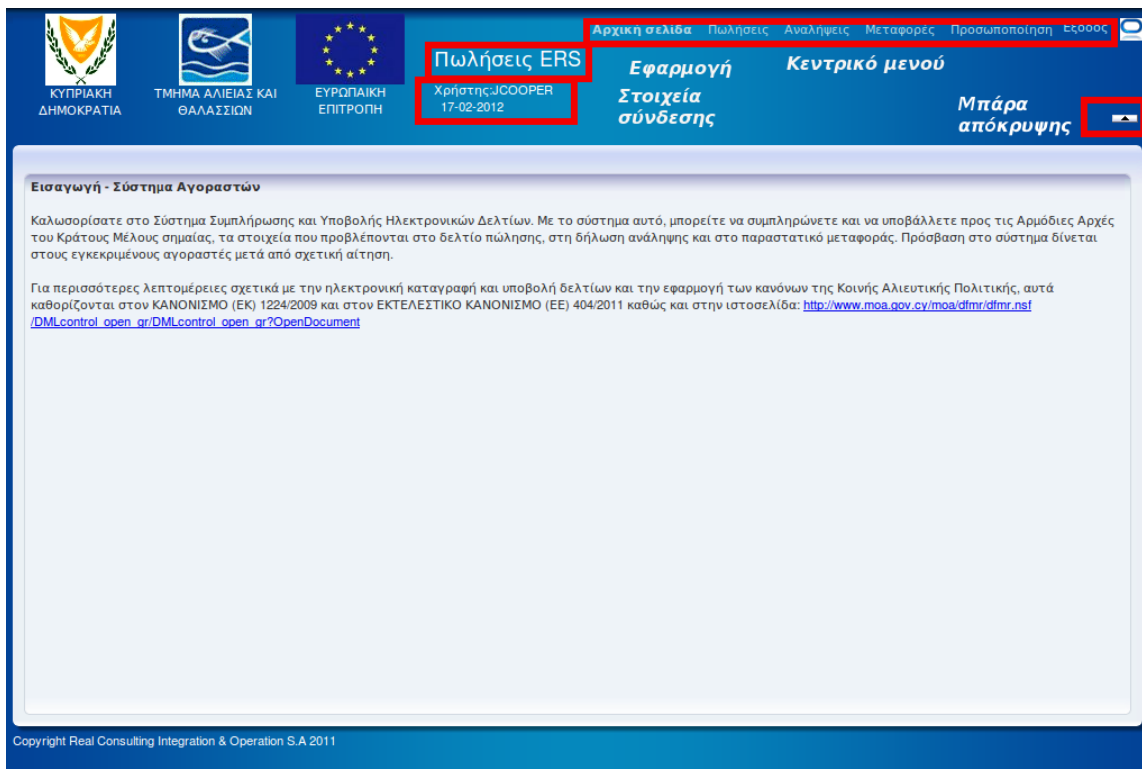 Αρχική σελίδα Πωλήσεις Αναλήψεις Μεταφορές Προσωποποίηση Έξοδος
Πωλήσεις ERS
Εφαρμογή
Κεντρικό μενού
ΚΥΠΡΙΑΚΗ
ΔΗΜΟΚΡΑΤΙΑ
ΤΜΗΜΑ ΑΛΙΕΙΑΣ ΚΑΙ
ΘΑΛΑΣΣΙΩΝ
ΕΥΡΩΠΑΙΚΗ
ΕΠΙΤΡΟΠΗ
Χρήστης:JCOOPER
17-02-2012
Στοιχεία
σύνδεσης
Μπάρα
απόκρυψης
Εισαγωγή - Σύστημα Αγοραστών
Καλωσορίσατε στο Σύστημα Συμπλήρωσης και Υποβολής Ηλεκτρονικών Δελτίων. Με το σύστημα αυτό, μπορείτε να συμπληρώνετε και να υποβάλλετε προς τις Αρμόδιες Αρχές
του Κράτους Μέλους σημαίας, τα στοιχεία που προβλέπονται στο δελτίο πώλησης, στη δήλωση ανάληψης και στο παραστατικό μεταφοράς. Πρόσβαση στο σύστημα δίνεται
στους εγκεκριμένους αγοραστές μετά από σχετική αίτηση.
Για περισσότερες λεπτομέρειες σχετικά με την ηλεκτρονική καταγραφή και υποβολή δελτίων και την εφαρμογή των κανόνων της Κοινής Αλιευτικής Πολιτικής, αυτά
καθορίζονται στον ΚΑΝΟΝΙΣΜΟ (ΕΚ) 1224/2009 και στον ΕΚΤΕΛΕΣΤΙΚΟ ΚΑΝΟΝΙΣΜΟ (ΕΕ) 404/2011 καθώς και στην ιστοσελίδα: http://www.moa.gov.cy/moa/dfmr/dfmr.nsf
/DMLcontrol_open_gr/DMLcontrol_open_gr?OpenDocument
Copyright Real Consulting Integration & Operation S.A 2011